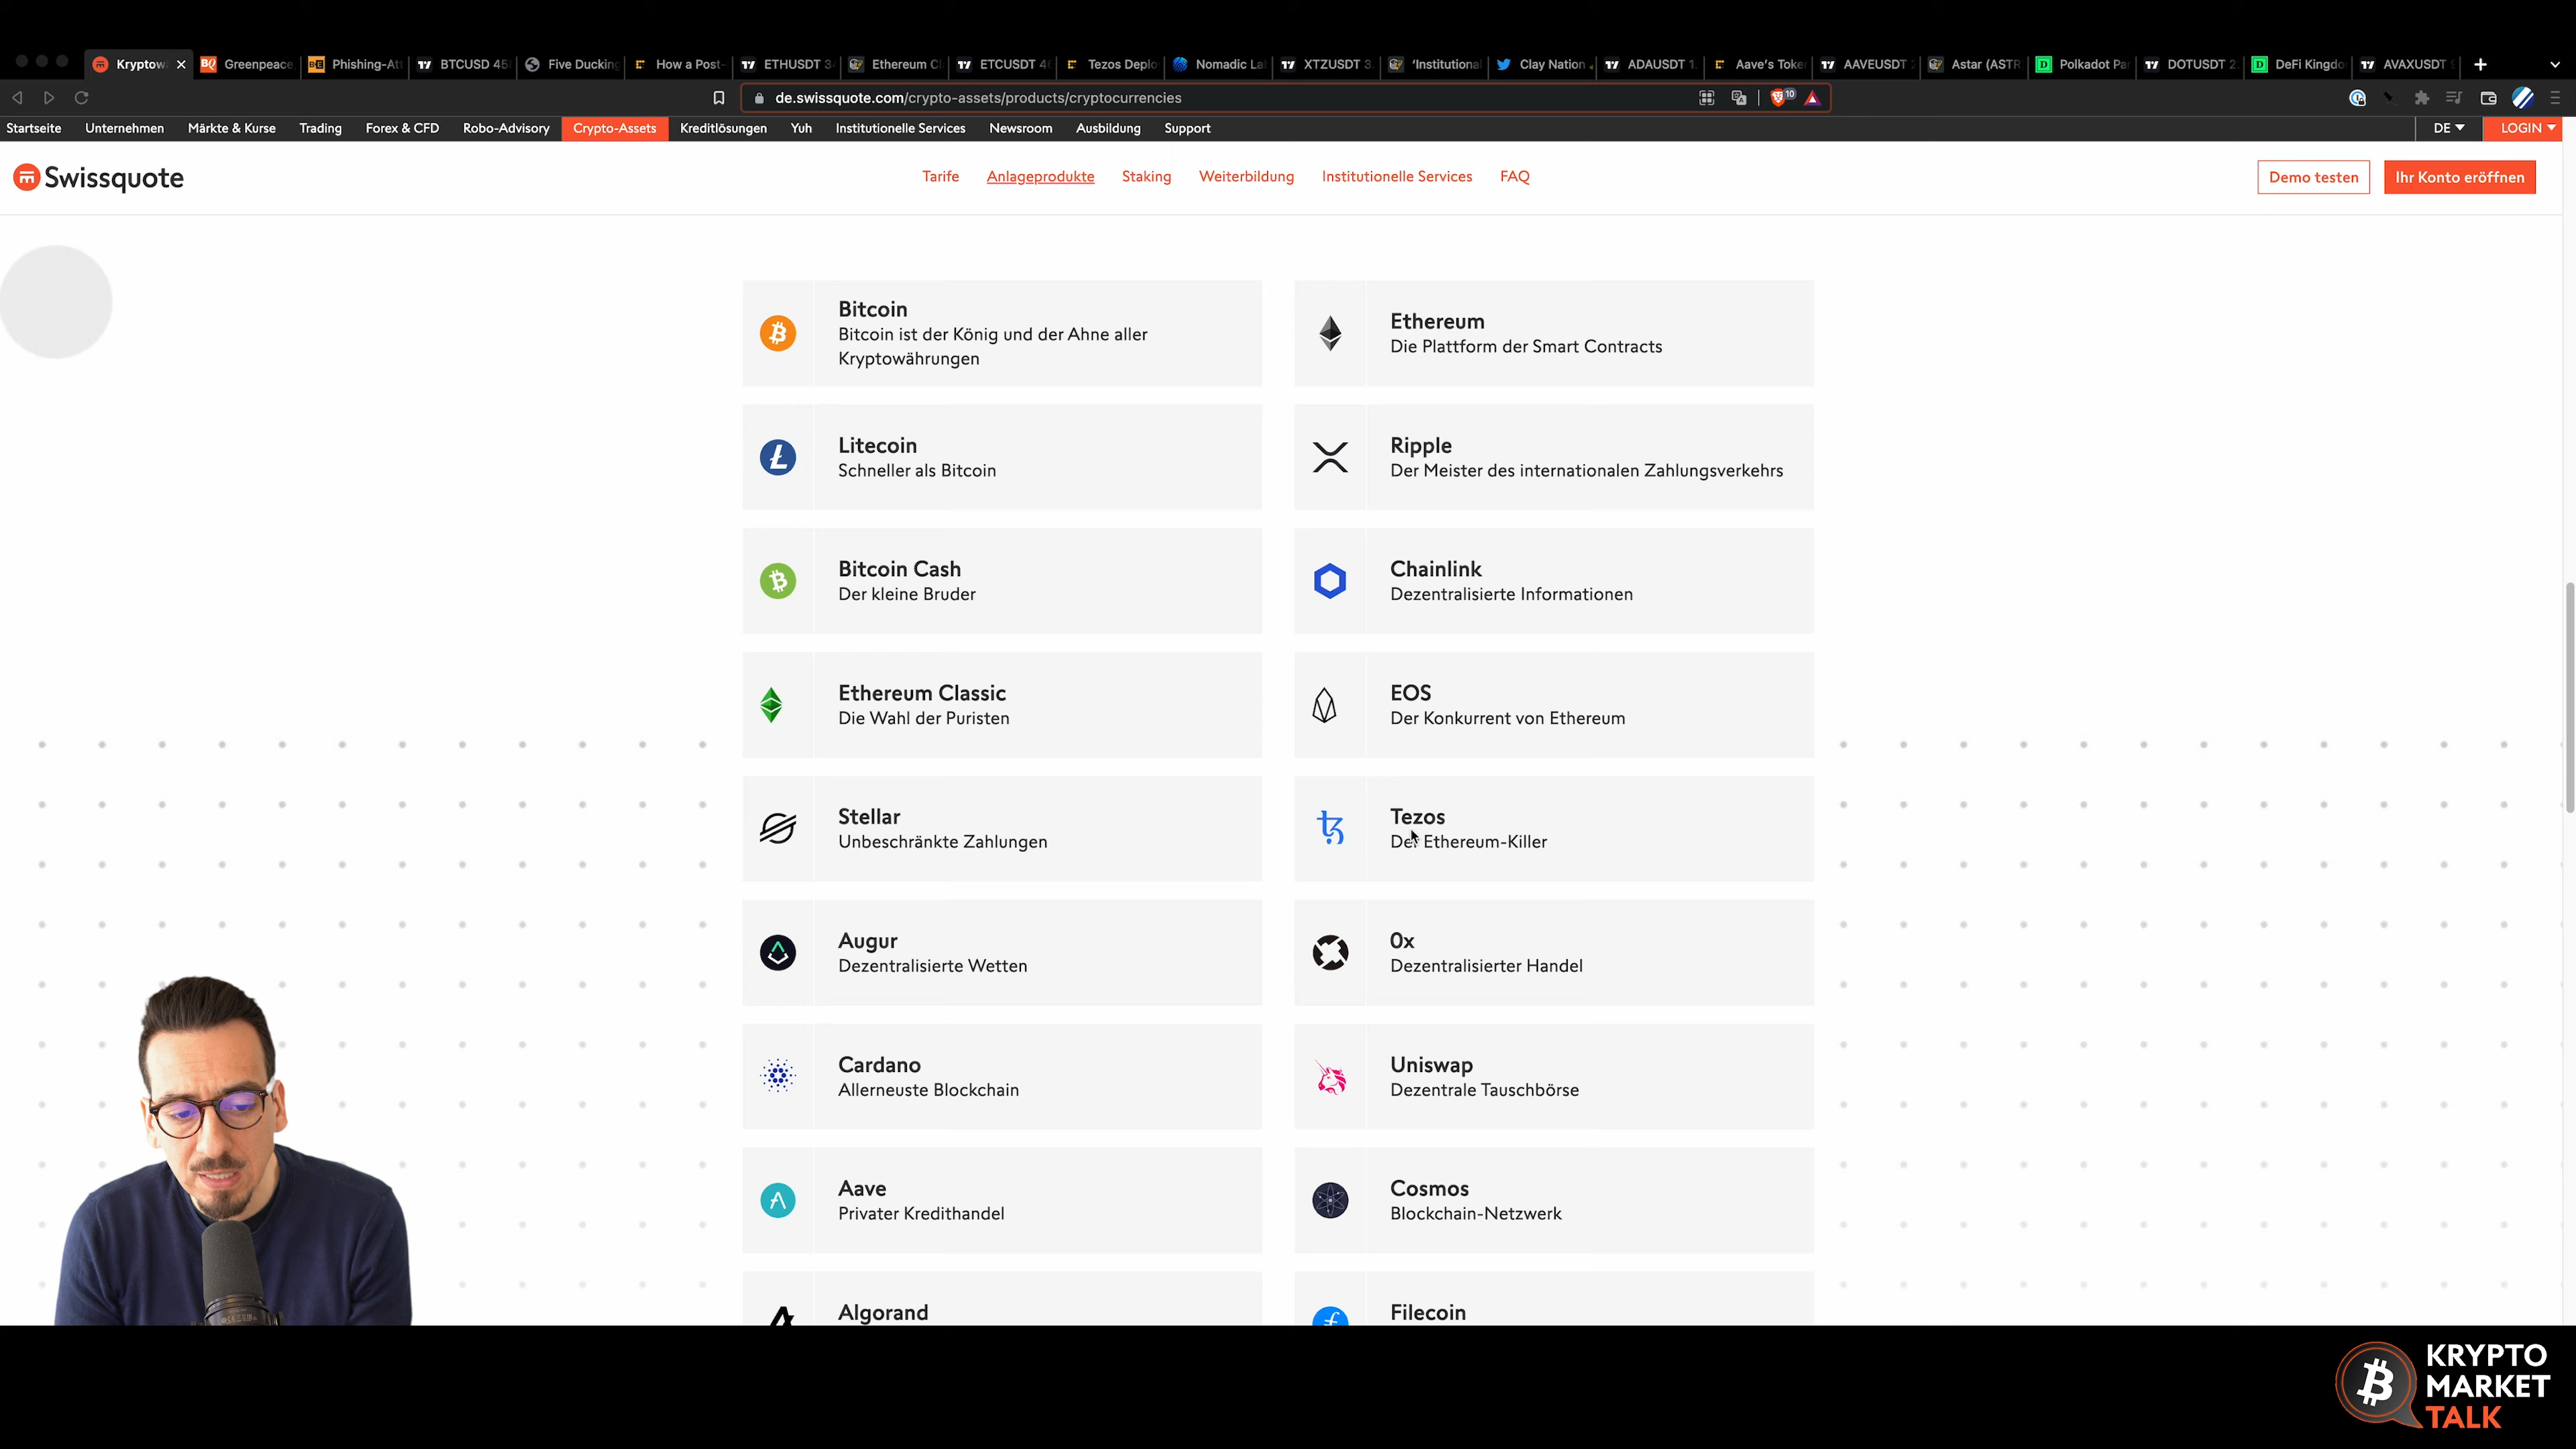 Kryptow
Greenpeace
Phishing-Att
BTCUSD 45
Five Ducking
How a Post-
ETHUSDT 3
Ethereum Cl
ETCUSDT 4
Tezos Deplo
Nomadic La
XTZUSDT 3.
'Institutional
Clay Nation
ADAUSDT 1.
Aave's Toke
AAVEUSDT 2
Astar (ASTR
Polkadot Par
DOTUSDT 2
DeFi Kingdo
AVAXUSDT
de.swissquote.com/crypto-assets/products/cryptocurrencies
10
Startseite
Unternehmen
Märkte & Kurse
Trading
Forex & CFD
Robo-Advisory
Crypto-Assets
Kreditlösungen
Yuh
Institutionelle Services
Newsroom
Ausbildung
Support
DE
LOGIN
Swissquote
Tarife
Anlageprodukte
Staking
Weiterbildung
Institutionelle Services
FAQ
Demo testen
Ihr Konto eröffnen
Bitcoin
Bitcoin ist der König und der Ahne aller
Kryptowährungen
Ethereum
Die Plattform der Smart Contracts
Litecoin
Schneller als Bitcoin
Ripple
Der Meister des internationalen Zahlungsverkehrs
Bitcoin Cash
Der kleine Bruder
Chainlink
Dezentralisierte Informationen
Ethereum Classic
Die Wahl der Puristen
EOS
Der Konkurrent von Ethereum
Stellar
Unbeschränkte Zahlungen
Tezos
Der Ethereum-Killer
Augur
Dezentralisierte Wetten
0x
Dezentralisierter Handel
Cardano
Allerneuste Blockchain
Uniswap
Dezentrale Tauschbörse
Aave
Privater Kredithandel
Cosmos
Blockchain-Netzwerk
Algorand
Filecoin
KRYPTO
MARKET
TALK